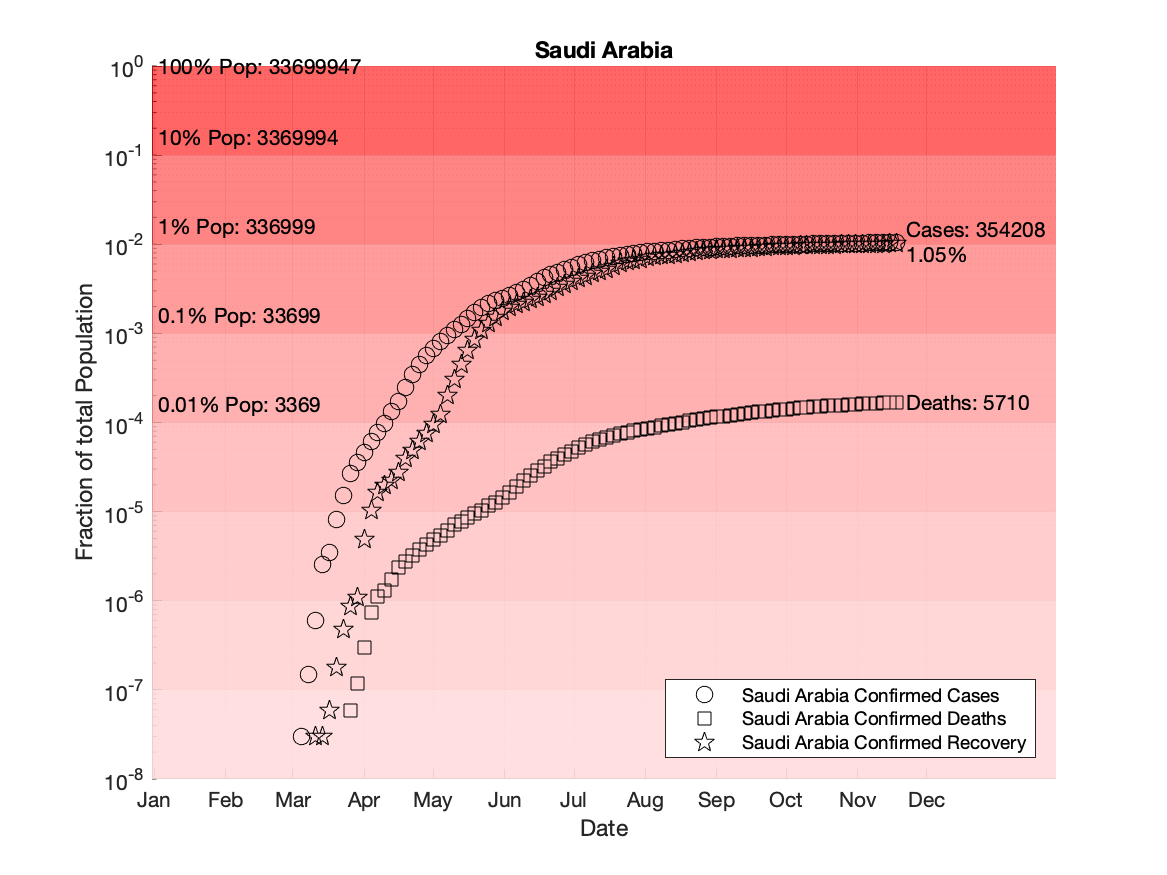 Saudi Arabia
10^0
100% Pop: 33699947
10% Pop: 3369994
10^-1
1% Pop: 336999
10^-2
Cases: 354208
1.05%
0.1% Pop: 33699
10^-3
0.01% Pop: 3369
Deaths: 5710
10^-4
10^-5
10^-6
10^-7
10^-8
Fraction of total Population
Saudi Arabia Confirmed Cases
Saudi Arabia Confirmed Deaths
Saudi Arabia Confirmed Recovery
Jan Feb Mar Apr May Jun Jul Aug Sep Oct Nov Dec
Date